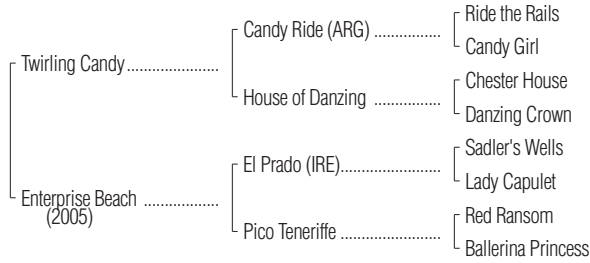 Ride the Rails
Candy Ride (ARG) ................
Candy Girl
Twirling Candy......................
Chester House
House of Danzing ................
Danzing Crown
Sadler's Wells
El Prado (IRE)........................
Lady Capulet
Enterprise Beach ..................
(2005)
Red Ransom
Pico Teneriffe ........................
Ballerina Princess